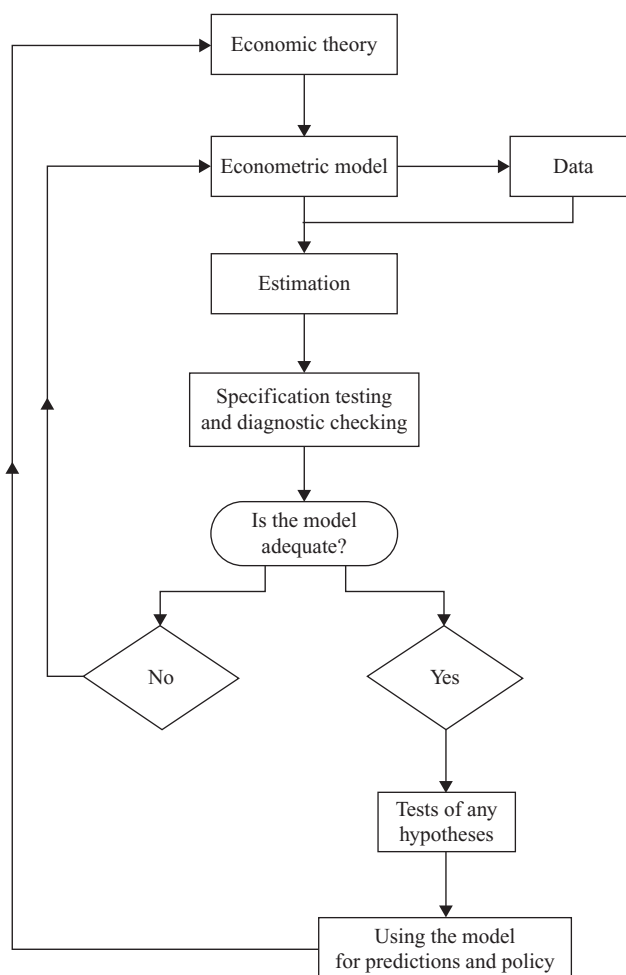 Economic theory
Econometric model
Data
Estimation
Specification testing
and diagnostic checking
Is the model
adequate?
No
Yes
Tests of any
hypotheses
Using the model
for predictions and policy